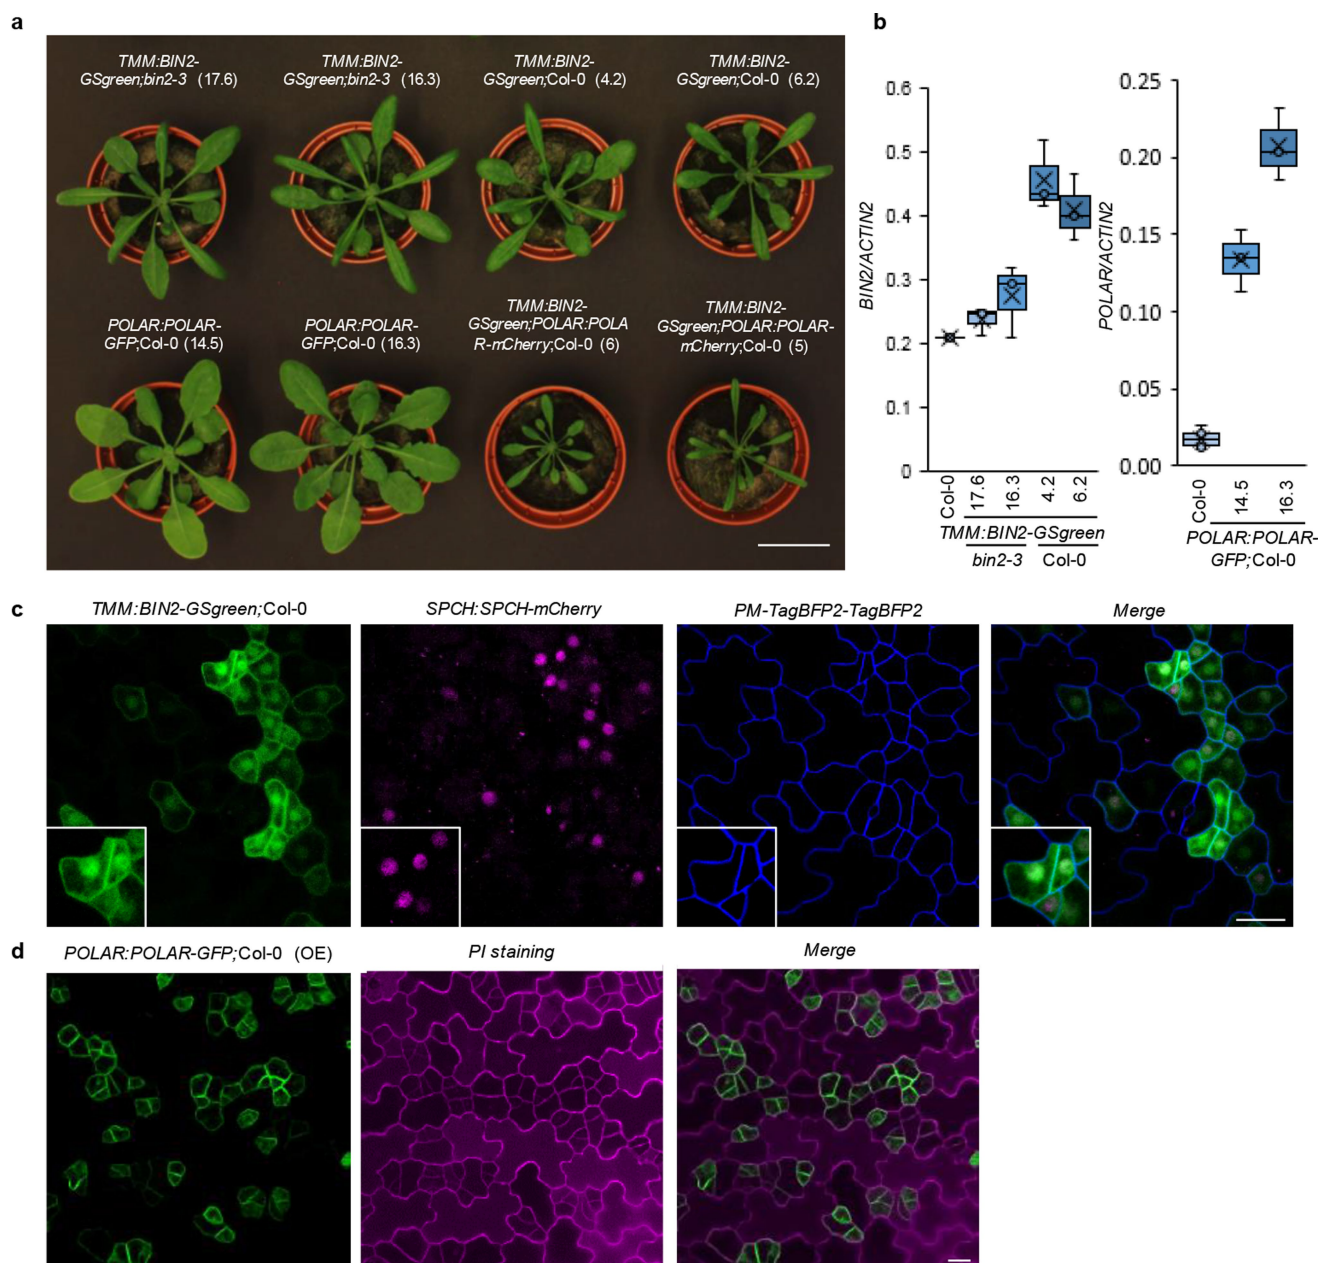 a
TMM:BIN2-
GSgreen;bin2-3 (17.6)
TMM:BIN2-
GSgreen;bin2-3 (16.3)
TMM:BIN2-
GSgreen;Col-0 (4.2)
TMM:BIN2-
GSgreen;Col-0 (6.2)
POLAR:POLAR-
GFP;Col-0 (14.5)
POLAR:POLAR-
GFP;Col-0 (16.3)
TMM:BIN2-
GSgreen;POLAR:POLA
R-mCherry;Col-0 (6)
TMM:BIN2-
GSgreen;POLAR:POLAR-
mCherry;Col-0 (5)
b
BIN2/ACTIN2
0.6
0.5
0.4
0.3
0.2
0.1
0
Col-0
17.6
16.3
4.2
6.2
TMM:BIN2-GSgreen
bin2-3
Col-0
POLAR/ACTIN2
0.25
0.20
0.15
0.10
0.05
0.00
Col-0
14.5
16.3
POLAR:POLAR-
GFP;Col-0
c
TMM:BIN2-GSgreen;Col-0
SPCH:SPCH-mCherry
PM-TagBFP2-TagBFP2
Merge
d
POLAR:POLAR-GFP;Col-0 (OE)
PI staining
Merge